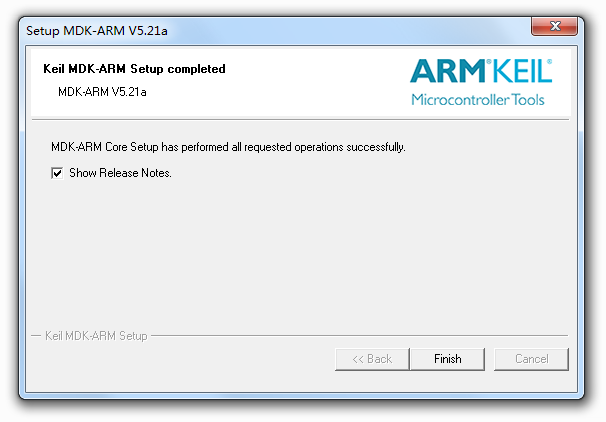 Setup MDK-ARM V5.21a
Keil MDK-ARM Setup completed
MDK-ARM V5.21a
ARM®KEIL®
Microcontroller Tools
MDK-ARM Core Setup has performed all requested operations successfully.
Show Release Notes.
Keil MDK-ARM Setup
<< Back
Finish
Cancel